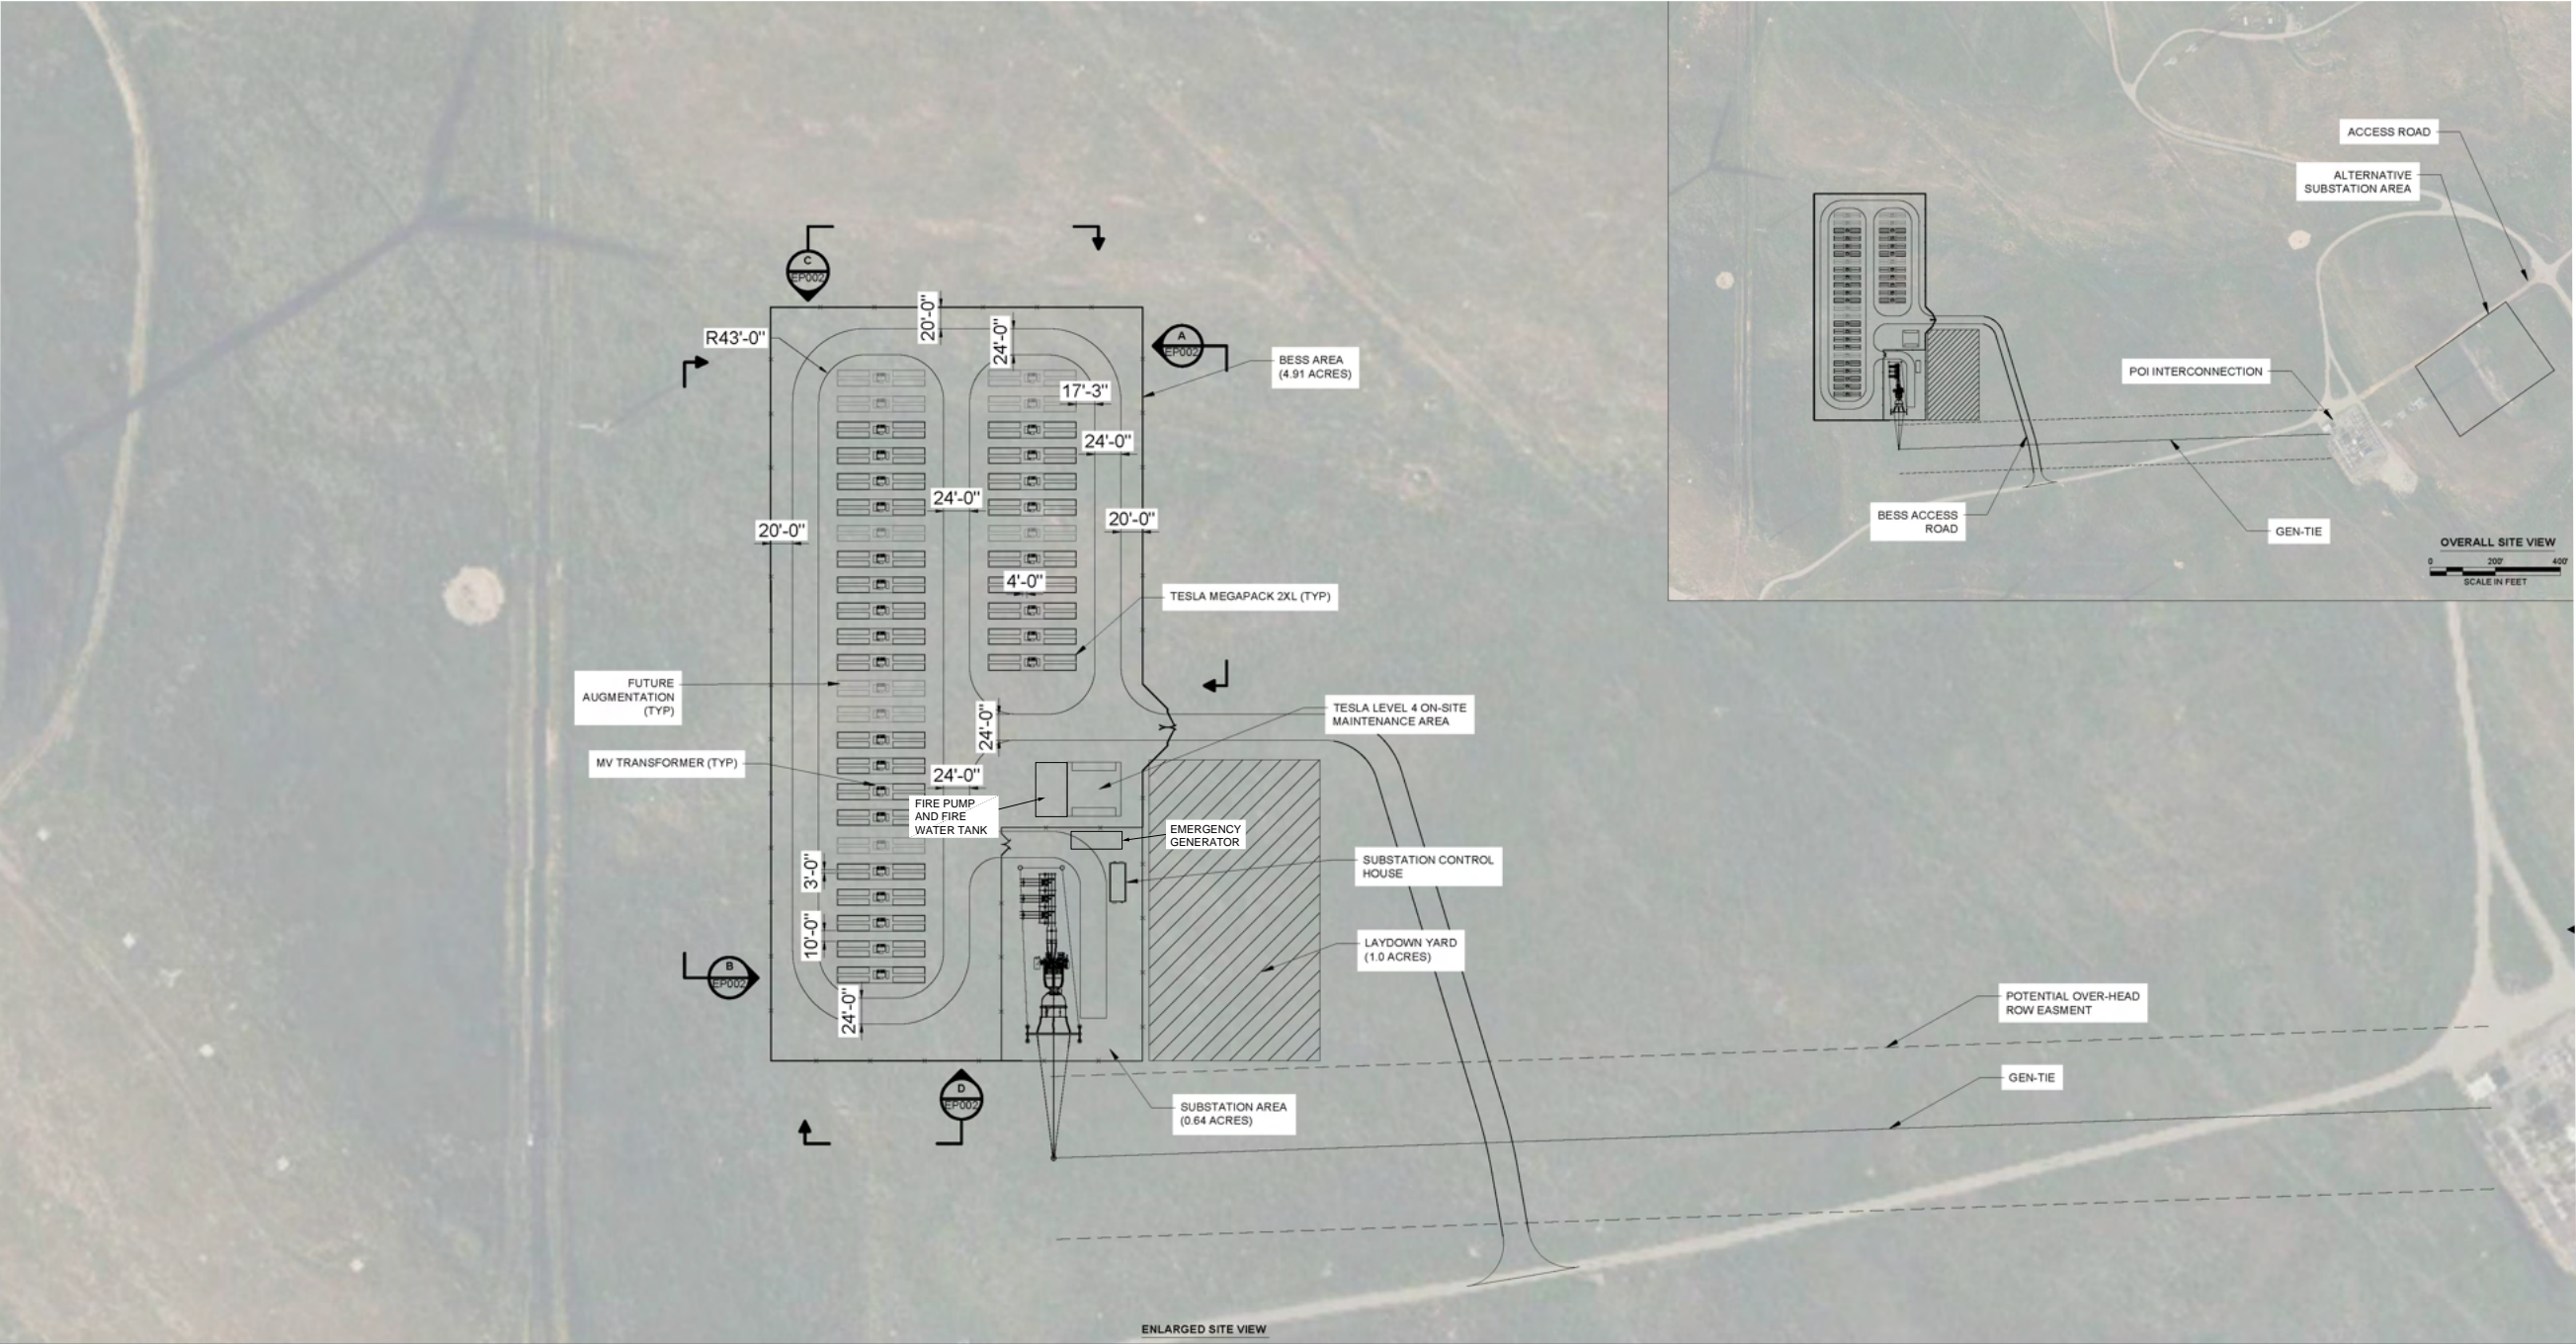 C
EP002
20'-0"
R43'-0"
24'-0"
A
EP002
BESS AREA
(4.91 ACRES)
17'-3"
24'-0"
24'-0"
20'-0"
20'-0"
4'-0"
TESLA MEGAPACK 2XL (TYP)
FUTURE
AUGMENTATION
(TYP)
24'-0"
TESLA LEVEL 4 ON-SITE
MAINTENANCE AREA
MV TRANSFORMER (TYP)
24'-0"
FIRE PUMP
AND FIRE
WATER TANK
EMERGENCY
GENERATOR
SUBSTATION CONTROL
HOUSE
3'-0"
10'-0"
LAYDOWN YARD
(1.0 ACRES)
B
EP002
24'-0"
POTENTIAL OVER-HEAD
ROW EASMENT
GEN-TIE
D
EP002
SUBSTATION AREA
(0.64 ACRES)
ENLARGED SITE VIEW
ACCESS ROAD
ALTERNATIVE
SUBSTATION AREA
POI INTERCONNECTION
BESS ACCESS
ROAD
GEN-TIE
OVERALL SITE VIEW
0 200' 400'
SCALE IN FEET